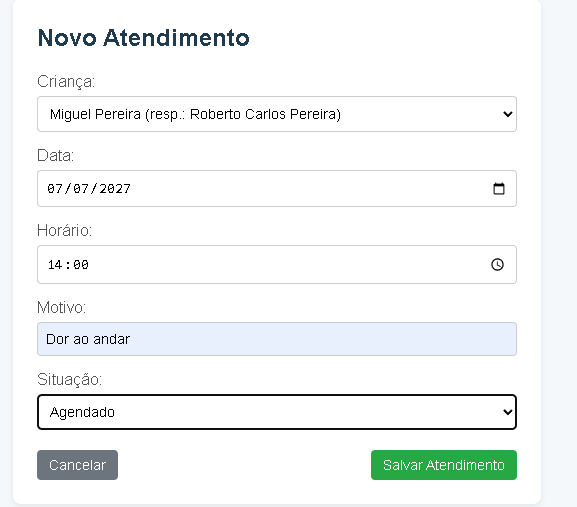 Novo Atendimento
Criança:
Miguel Pereira (resp.: Roberto Carlos Pereira)
Data:
07/07/2027
Horário:
14:00
Motivo:
Dor ao andar
Situação:
Agendado
Cancelar
Salvar Atendimento